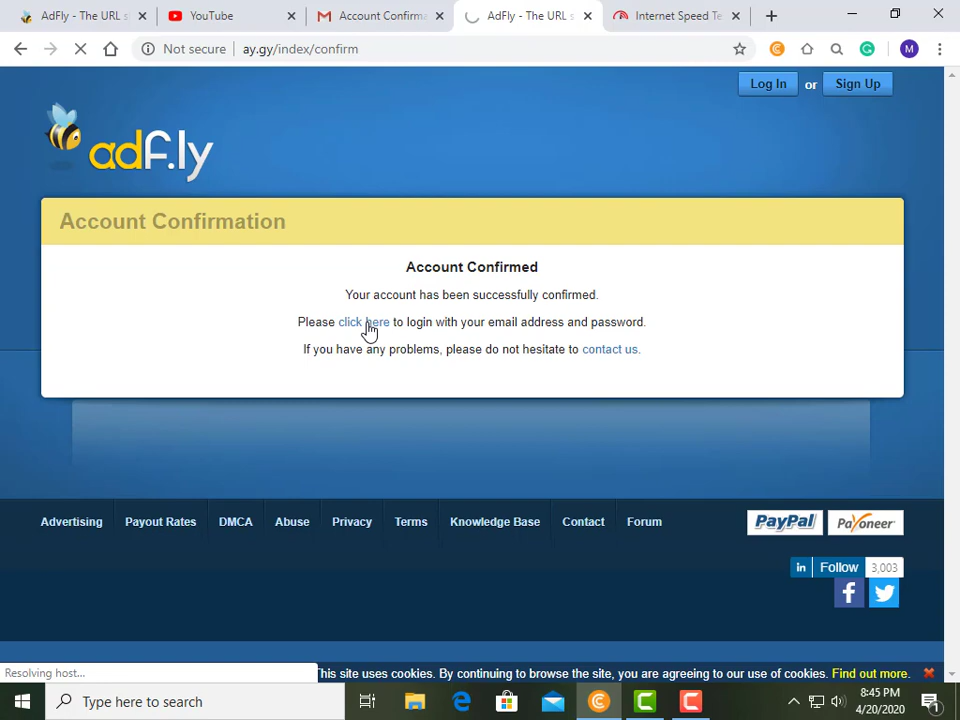 AdFly - The URL s
YouTube
Account Confirma
AdFly - The URL s
Internet Speed Te
Not secure
ay.gy/index/confirm
M
Log In or Sign Up
adf.ly
Account Confirmation
Account Confirmed
Your account has been successfully confirmed.
Please click here to login with your email address and password.
If you have any problems, please do not hesitate to contact us.
Advertising
Payout Rates
DMCA
Abuse
Privacy
Terms
Knowledge Base
Contact
Forum
PayPal
Payoneer
in Follow 3,003
Resolving host...
This site uses cookies. By continuing to browse the site, you are agreeing to our use of cookies. Find out more.
Type here to search
8:45 PM
4/20/2020
1